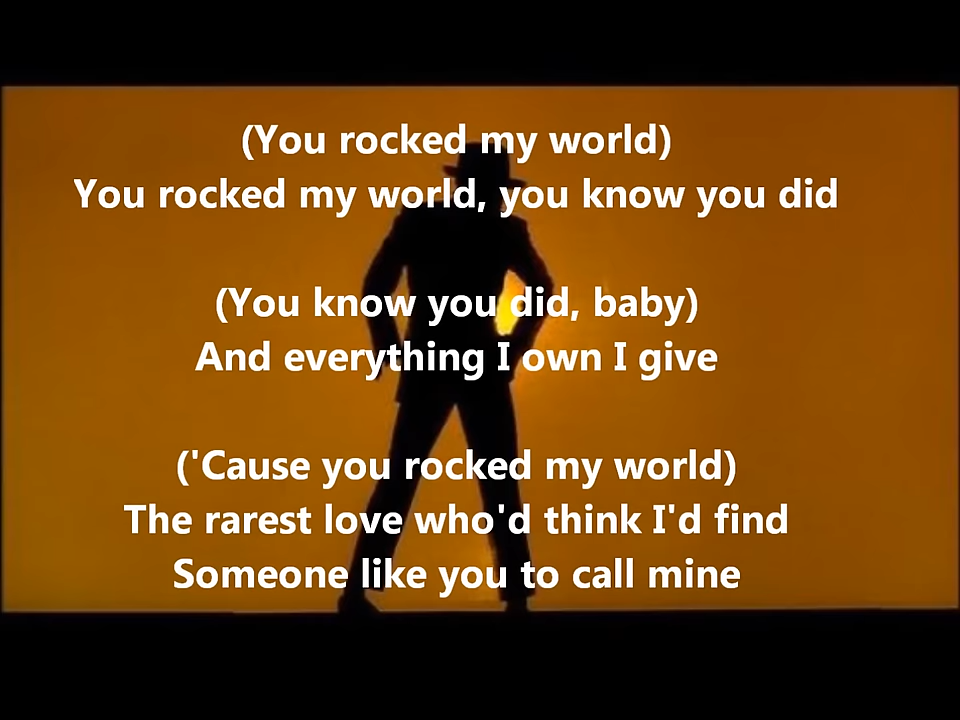 (You rocked my world)
You rocked my world, you know you did
(You know you did, baby)
And everything I own I give
('Cause you rocked my world)
The rarest love who'd think I'd find
Someone like you to call mine